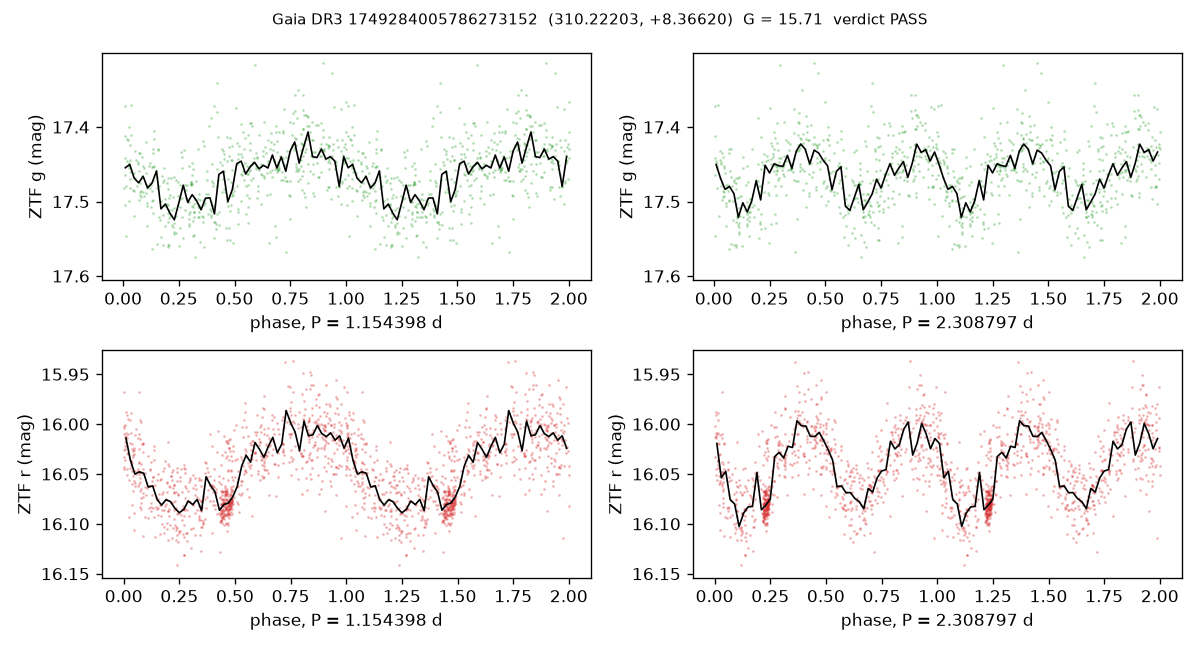 Gaia DR3 1749284005786273152 (310.22203, +8.36620) G = 15.71 verdict PASS
ZTF g (mag)
17.4
17.5
17.6
0.00 0.25 0.50 0.75 1.00 1.25 1.50 1.75 2.00
phase, P = 1.154398 d
ZTF g (mag)
17.4
17.5
17.6
0.00 0.25 0.50 0.75 1.00 1.25 1.50 1.75 2.00
phase, P = 2.308797 d
ZTF r (mag)
15.95
16.00
16.05
16.10
16.15
0.00 0.25 0.50 0.75 1.00 1.25 1.50 1.75 2.00
phase, P = 1.154398 d
ZTF r (mag)
15.95
16.00
16.05
16.10
16.15
0.00 0.25 0.50 0.75 1.00 1.25 1.50 1.75 2.00
phase, P = 2.308797 d